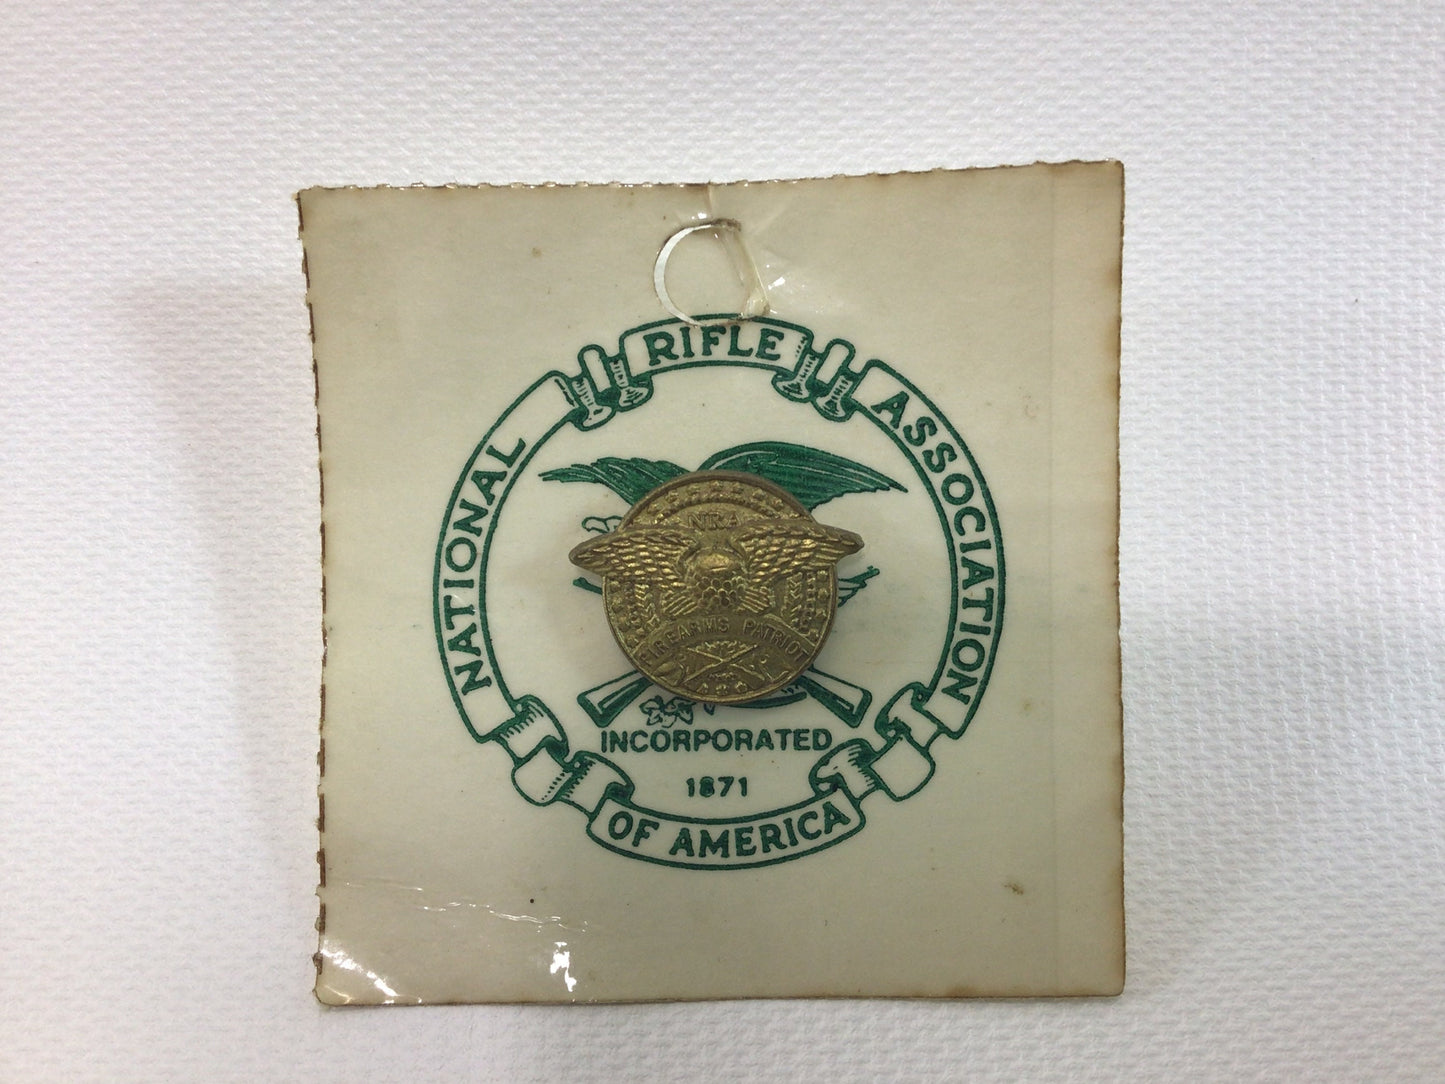 NATIONAL RIFLE ASSOCIATION
NRA
FIREARMS PATRIOT
INCORPORATED
1871
OF AMERICA